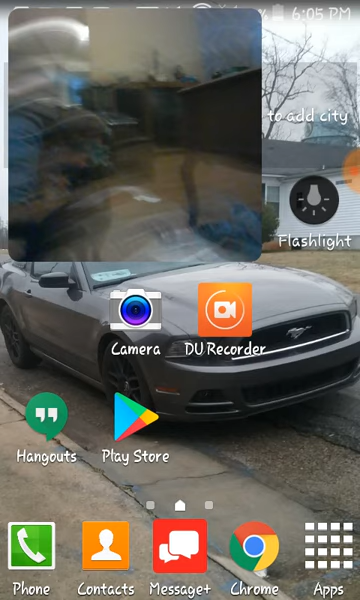 6:05 PM
to add city
Flashlight
Camera
DU Recorder
Hangouts
Play Store
Phone
Contacts
Message+
Chrome
Apps